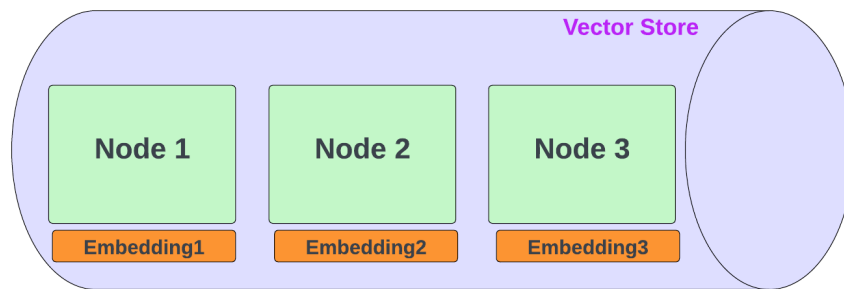 Vector Store
Node 1
Node 2
Node 3
Embedding1
Embedding2
Embedding3